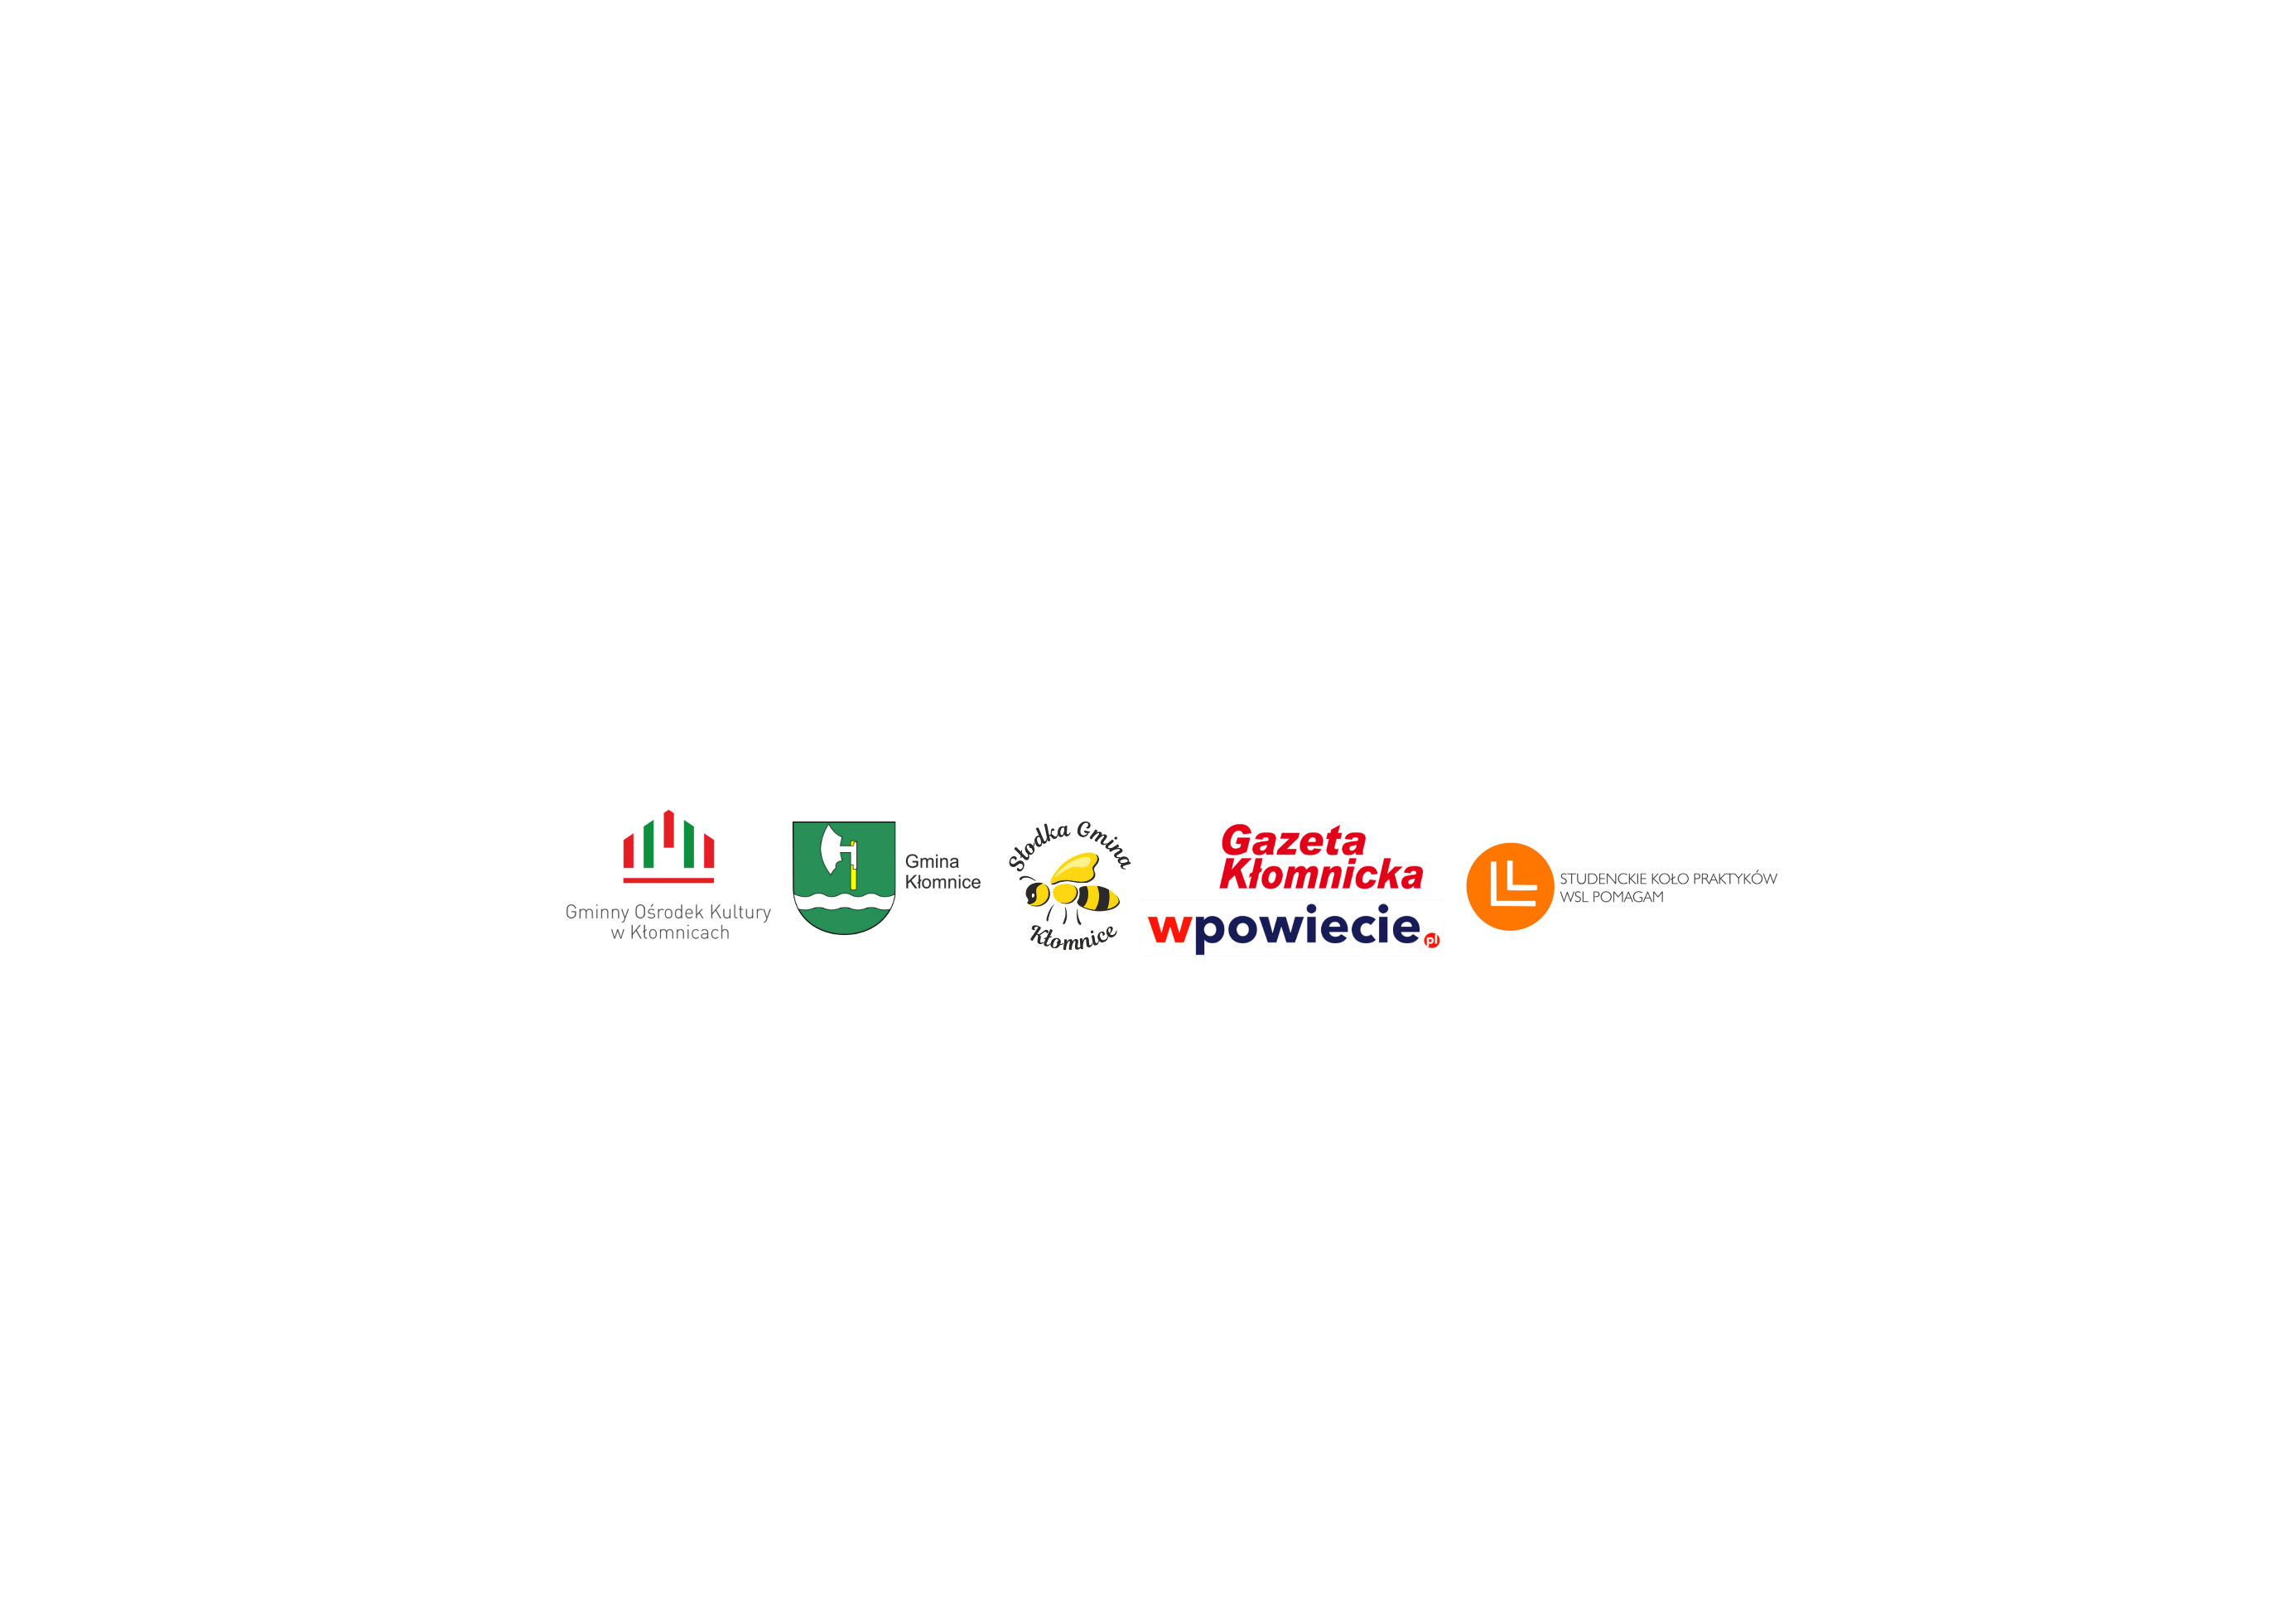 Gminny Ośrodek Kultury
w Kłomnicach
Gmina
Kłomnice
Słodka Gmina
Kłomnice
Gazeta
Kłomnicka
wpowiecie.pl
STUDENCKIE KOŁO PRAKTYKÓW
WSL POMAGAM